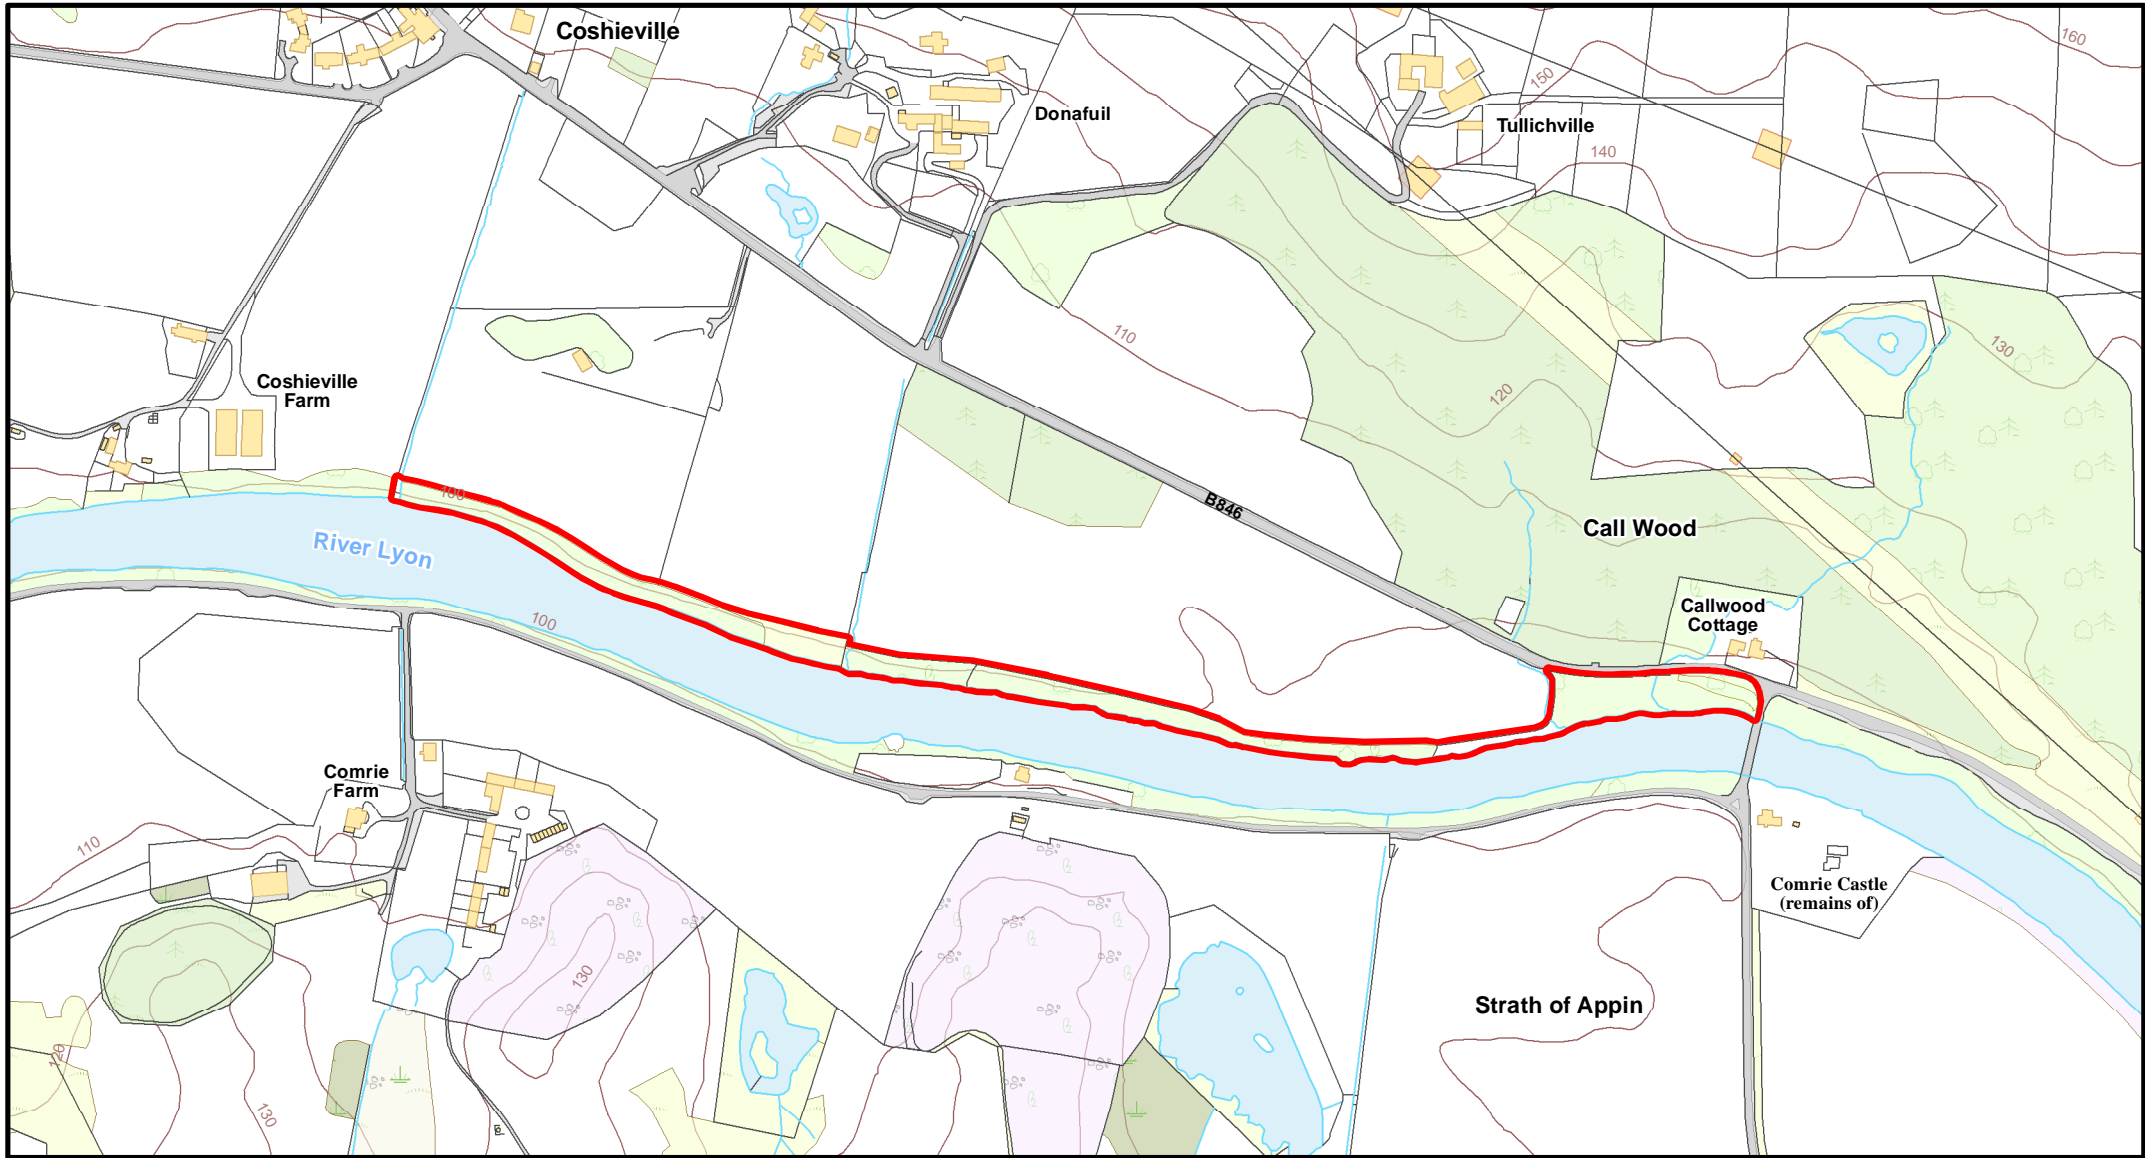 Coshieville
160
150
Donafuil
Tullichville
140
110
130
120
Coshieville
Farm
100
B846
Call Wood
River Lyon
Callwood
Cottage
100
Comrie
Farm
110
Comrie Castle
(remains of)
130
Strath of Appin
120
130